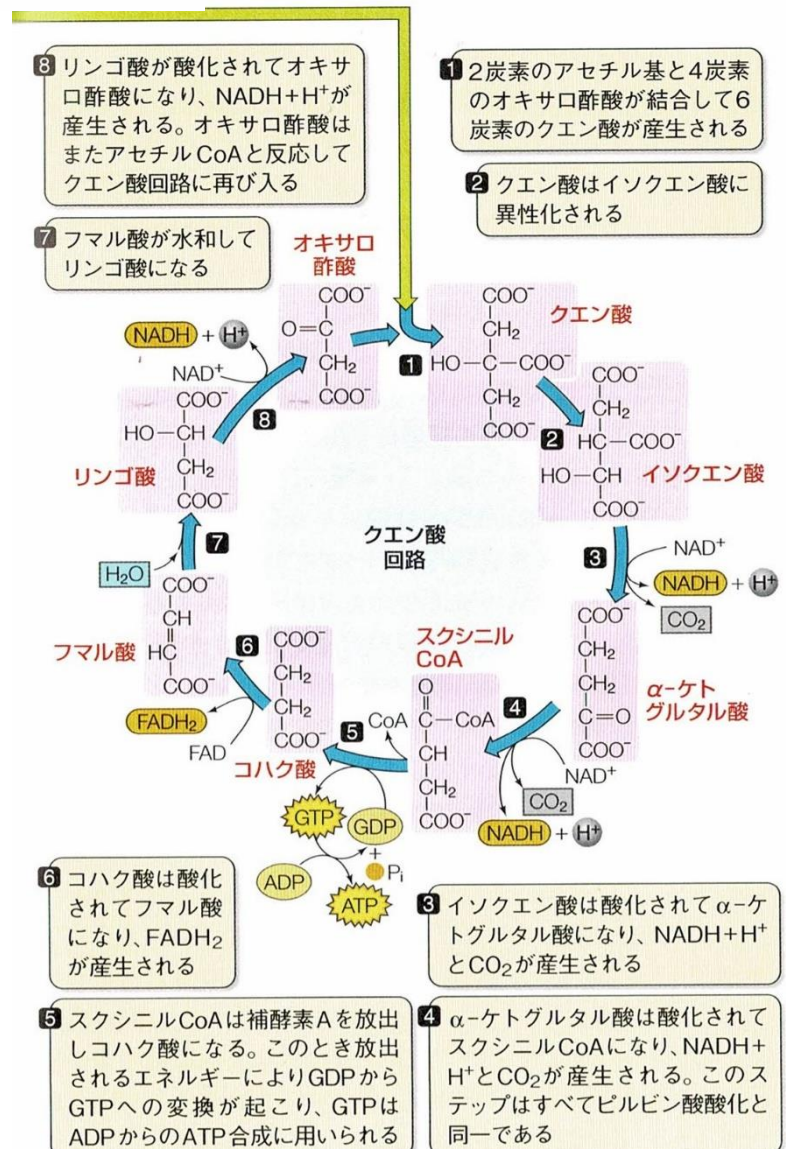 8 リンゴ酸が酸化されてオキサ
ロ酢酸になり、NADH+H⁺が
産生される。オキサロ酢酸は
またアセチルCoAと反応して
クエン酸回路に再び入る
1 2炭素のアセチル基と4炭素
のオキサロ酢酸が結合して6
炭素のクエン酸が産生される
2 クエン酸はイソクエン酸に
異性化される
7 フマル酸が水和して
リンゴ酸になる
オキサロ
酢酸
COO⁻
O=C
CH₂
COO⁻
1
クエン酸
COO⁻
CH₂
HO―C―COO⁻
CH₂
COO⁻
2
イソクエン酸
COO⁻
CH₂
HC―COO⁻
HO―CH
COO⁻
NADH + H⁺
NAD⁺
8
リンゴ酸
COO⁻
HO―CH
CH₂
COO⁻
クエン酸
回路
3
NAD⁺
NADH + H⁺
CO₂
7
H₂O
フマル酸
COO⁻
CH
HC
COO⁻
6
FADH₂
FAD
コハク酸
COO⁻
CH₂
CH₂
COO⁻
5
CoA
スクシニル
CoA
O
C―CoA
CH
CH₂
COO⁻
4
NAD⁺
CO₂
NADH + H⁺
α-ケト
グルタル酸
COO⁻
CH₂
CH₂
C=O
COO⁻
GTP
GDP
+
Pi
ADP
ATP
6 コハク酸は酸化
されてフマル酸
になり、FADH₂
が産生される
3 イソクエン酸は酸化されてα-ケ
トグルタル酸になり、NADH+H⁺
とCO₂が産生される
5 スクシニルCoAは補酵素Aを放出
しコハク酸になる。このとき放出
されるエネルギーによりGDPから
GTPへの変換が起こり、GTPは
ADPからのATP合成に用いられる
4 α-ケトグルタル酸は酸化されて
スクシニルCoAになり、NADH+
H⁺とCO₂が産生される。このス
テップはすべてピルビン酸酸化と
同一である